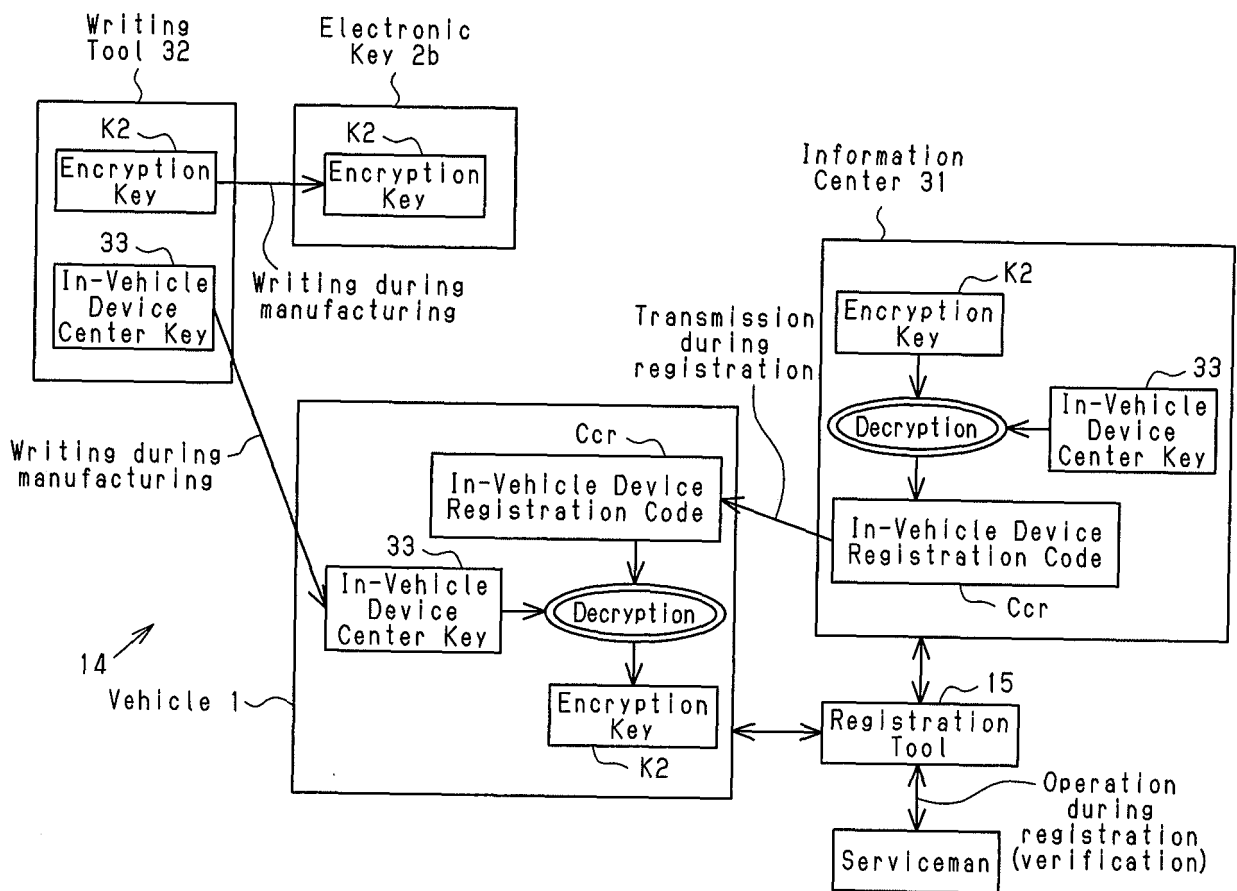 Writing
Tool 32
Electronic
Key 2b
K2
Encryption
Key
K2
Encryption
Key
33
In-Vehicle
Device
Center Key
Writing during
manufacturing
Writing during
manufacturing
Information
Center 31
K2
Encryption
Key
Transmission
during
registration
33
In-Vehicle
Device
Center Key
Decryption
In-Vehicle Device
Registration Code
Ccr
Ccr
In-Vehicle Device
Registration Code
33
In-Vehicle
Device
Center Key
Decryption
Encryption
Key
K2
14
Vehicle 1
15
Registration
Tool
Operation
during
registration
(verification)
Serviceman